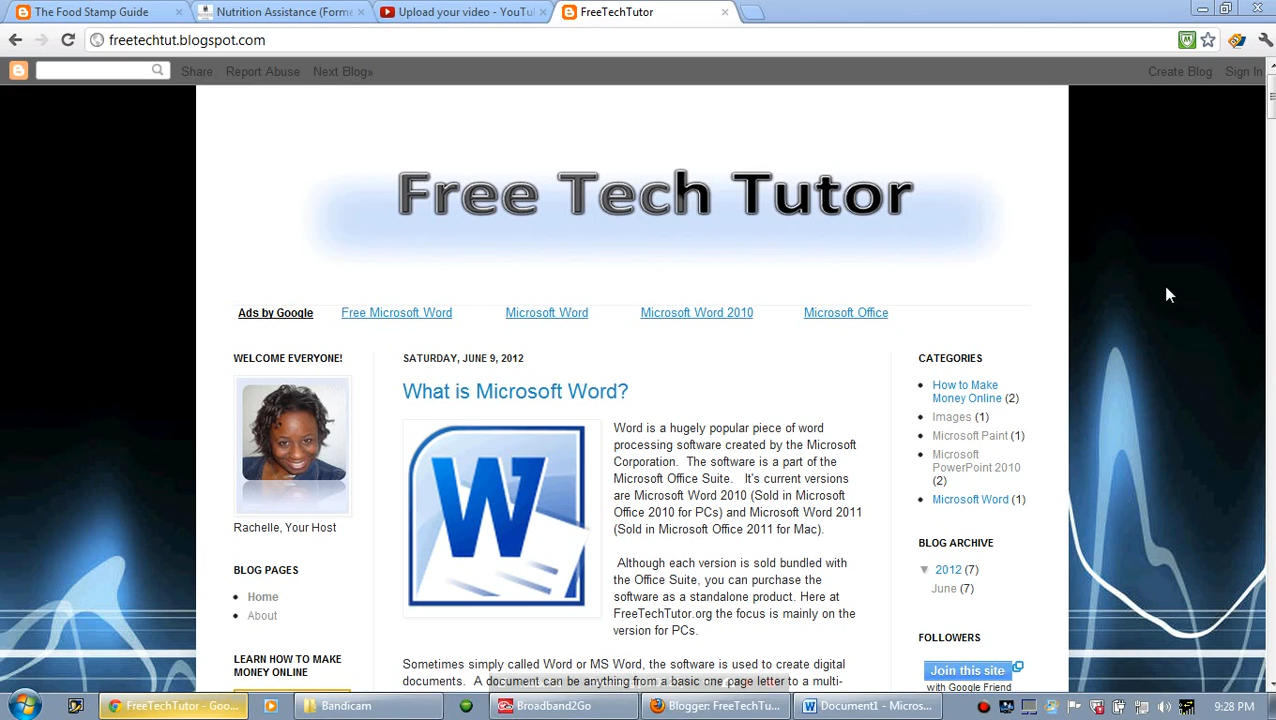 The Food Stamp Guide
Nutrition Assistance (Forme
Upload your video - YouTu
FreeTechTutor
freetechtut.blogspot.com
Share Report Abuse Next Blog»
Create Blog Sign In
Free Tech Tutor
Ads by Google Free Microsoft Word Microsoft Word Microsoft Word 2010 Microsoft Office
WELCOME EVERYONE!
Rachelle, Your Host
BLOG PAGES
Home
About
LEARN HOW TO MAKE
MONEY ONLINE
SATURDAY, JUNE 9, 2012
What is Microsoft Word?
W
Word is a hugely popular piece of word
processing software created by the Microsoft
Corporation. The software is a part of the
Microsoft Office Suite. It's current versions
are Microsoft Word 2010 (Sold in Microsoft
Office 2010 for PCs) and Microsoft Word 2011
(Sold in Microsoft Office 2011 for Mac).
Although each version is sold bundled with
the Office Suite, you can purchase the
software as a standalone product. Here at
FreeTechTutor.org the focus is mainly on the
version for PCs.
Sometimes simply called Word or MS Word, the software is used to create digital
documents. A document can be anything from a basic one page letter to a multi-
CATEGORIES
How to Make
Money Online (2)
Images (1)
Microsoft Paint (1)
Microsoft
PowerPoint 2010
(2)
Microsoft Word (1)
BLOG ARCHIVE
▼ 2012 (7)
June (7)
FOLLOWERS
Join this site
with Google Friend
FreeTechTutor - Goo...
Bandicam
Broadband2Go
Blogger: FreeTechTu...
Document1 - Micros...
9:28 PM